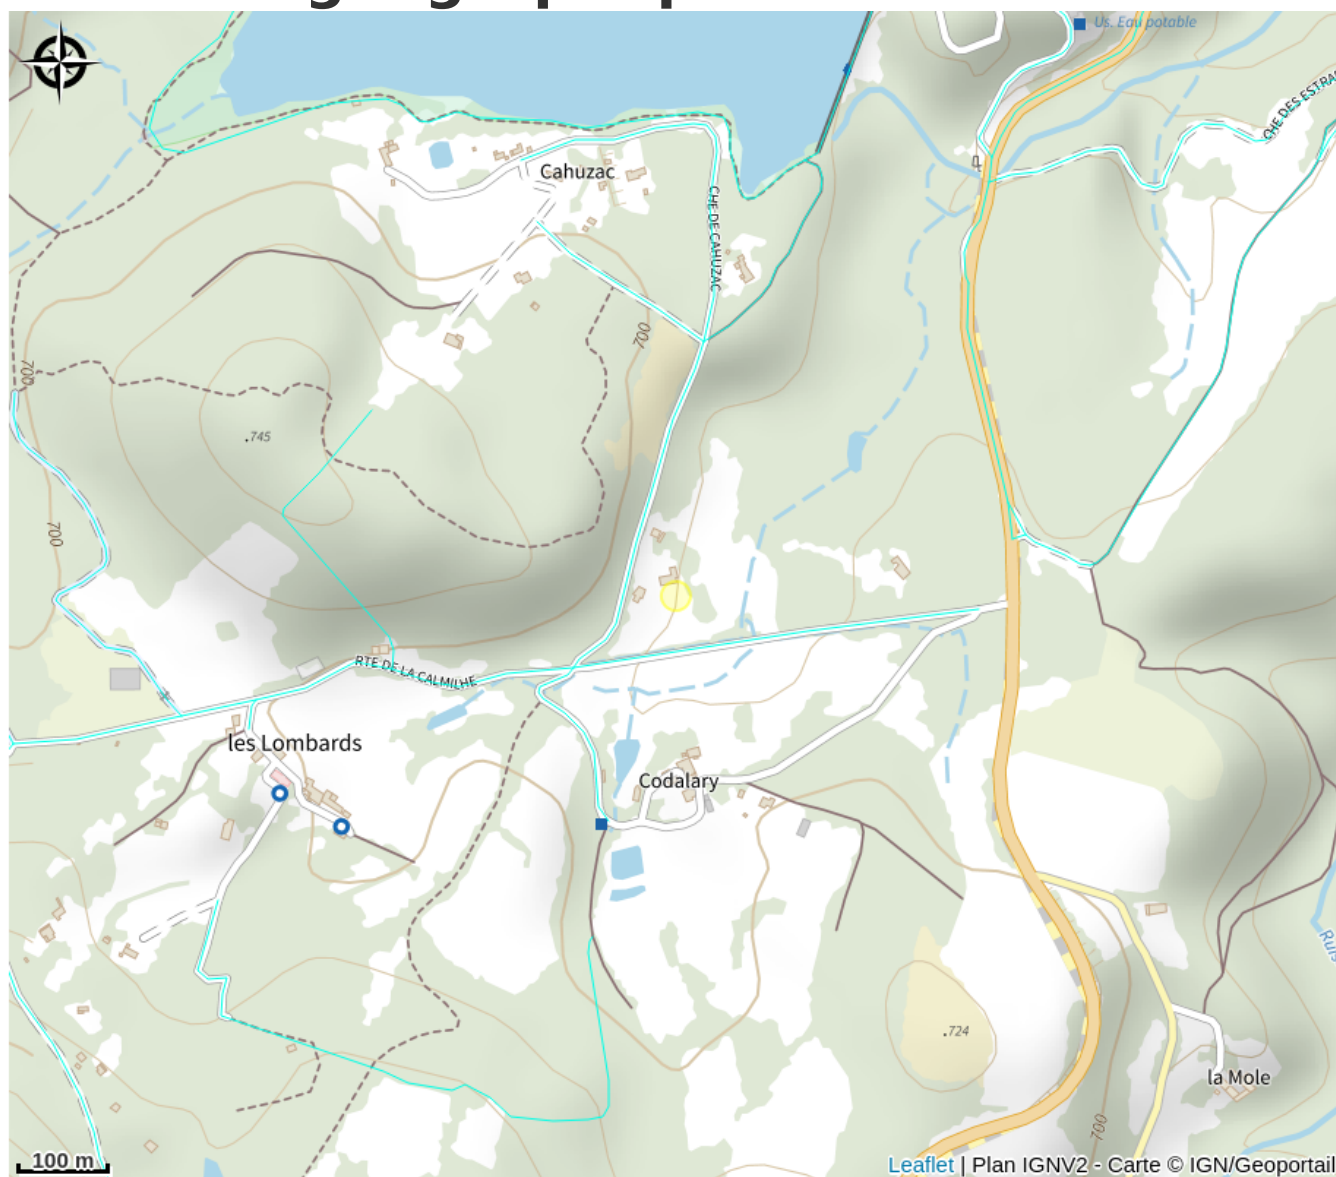 Us. Eau potable
CHE DES ESTRA
Cahuzac
CHE DE CAHUZAC
700
700
.745
700
RTE DE LA CALMILHE
les Lombards
Codalary
Ruis
.724
la Mole
700
100 m
Leaflet | Plan IGNV2 - Carte © IGN/Geoportail